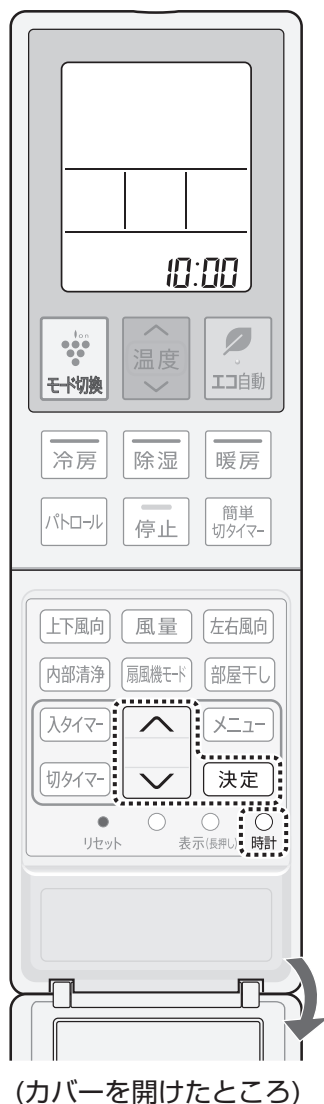 10:00
ion
モード切換
温度
エコ自動
冷房
除湿
暖房
パトロール
停止
簡単
切タイマー
上下風向
風量
左右風向
内部清浄
扇風機モード
部屋干し
入タイマー
メニュー
切タイマー
決定
リセット
表示(長押し)
時計
(カバーを開けたところ)